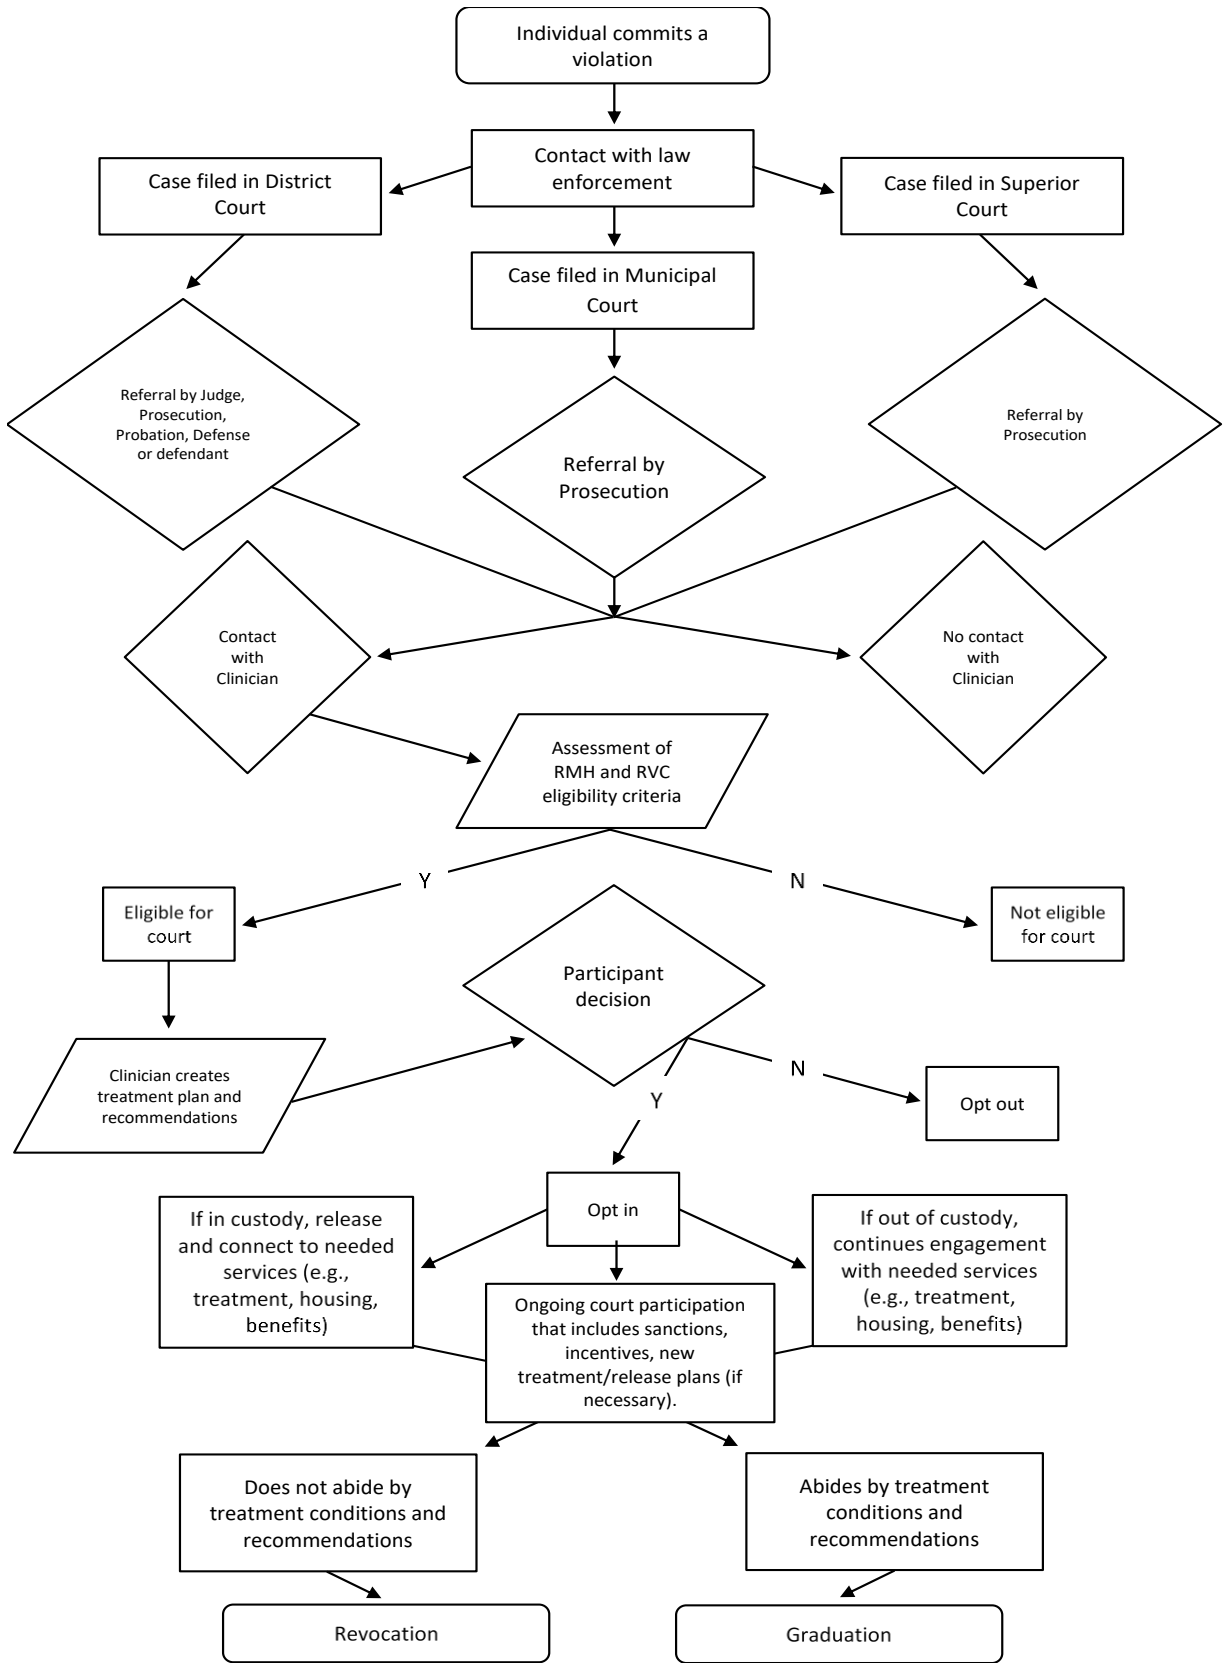 Individual commits a
violation
Contact with law
enforcement
Case filed in District
Court
Case filed in Superior
Court
Case filed in Municipal
Court
Referral by Judge,
Prosecution,
Probation, Defense
or defendant
Referral by
Prosecution
Referral by
Prosecution
Contact
with
Clinician
No contact
with
Clinician
Assessment of
RMH and RVC
eligibility criteria
Y
N
Eligible for
court
Not eligible
for court
Participant
decision
Clinician creates
treatment plan and
recommendations
N
Y
Opt out
Opt in
If in custody, release
and connect to needed
services (e.g.,
treatment, housing,
benefits)
If out of custody,
continues engagement
with needed services
(e.g., treatment,
housing, benefits)
Ongoing court participation
that includes sanctions,
incentives, new
treatment/release plans (if
necessary).
Does not abide by
treatment conditions and
recommendations
Abides by treatment
conditions and
recommendations
Revocation
Graduation